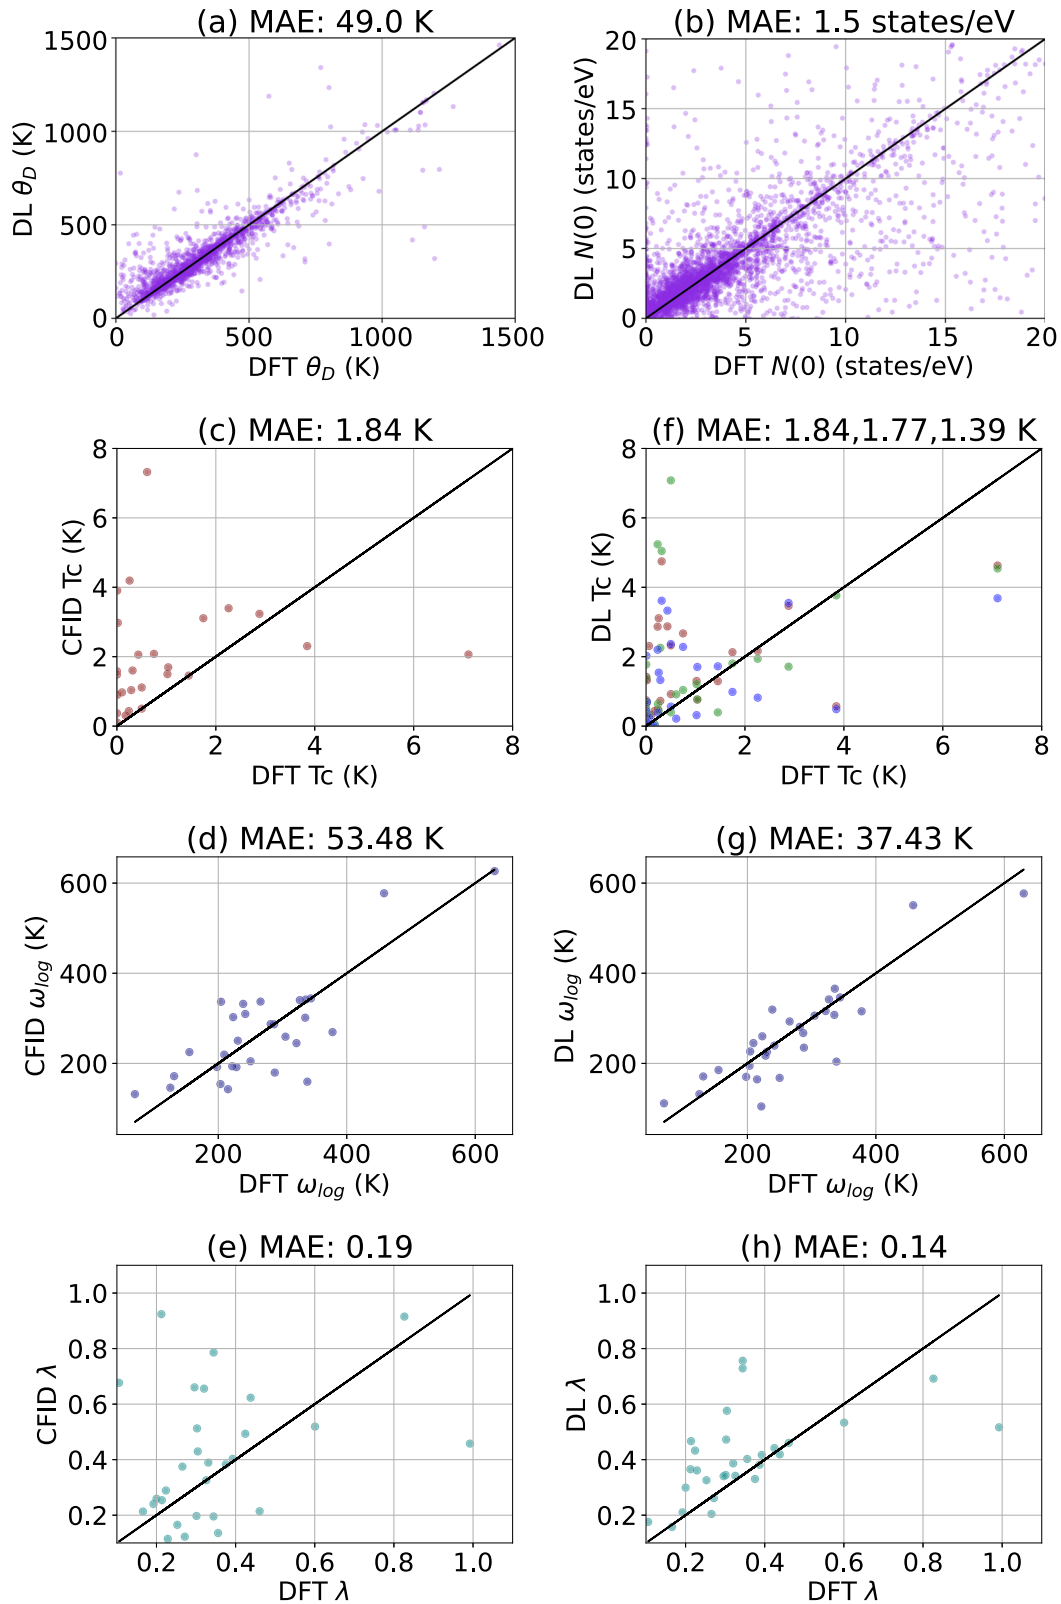 (a) MAE: 49.0 K
1500
1000
500
0
DL θ_D (K)
0 500 1000 1500
DFT θ_D (K)
(b) MAE: 1.5 states/eV
20
15
10
5
0
DL N(0) (states/eV)
0 5 10 15 20
DFT N(0) (states/eV)
(c) MAE: 1.84 K
8
6
4
2
0
CFID Tc (K)
0 2 4 6 8
DFT Tc (K)
(f) MAE: 1.84,1.77,1.39 K
8
6
4
2
0
DL Tc (K)
0 2 4 6 8
DFT Tc (K)
(d) MAE: 53.48 K
600
400
200
CFID ω_log (K)
200 400 600
DFT ω_log (K)
(g) MAE: 37.43 K
600
400
200
DL ω_log (K)
200 400 600
DFT ω_log (K)
(e) MAE: 0.19
1.0
0.8
0.6
0.4
0.2
CFID λ
0.2 0.4 0.6 0.8 1.0
DFT λ
(h) MAE: 0.14
1.0
0.8
0.6
0.4
0.2
DL λ
0.2 0.4 0.6 0.8 1.0
DFT λ